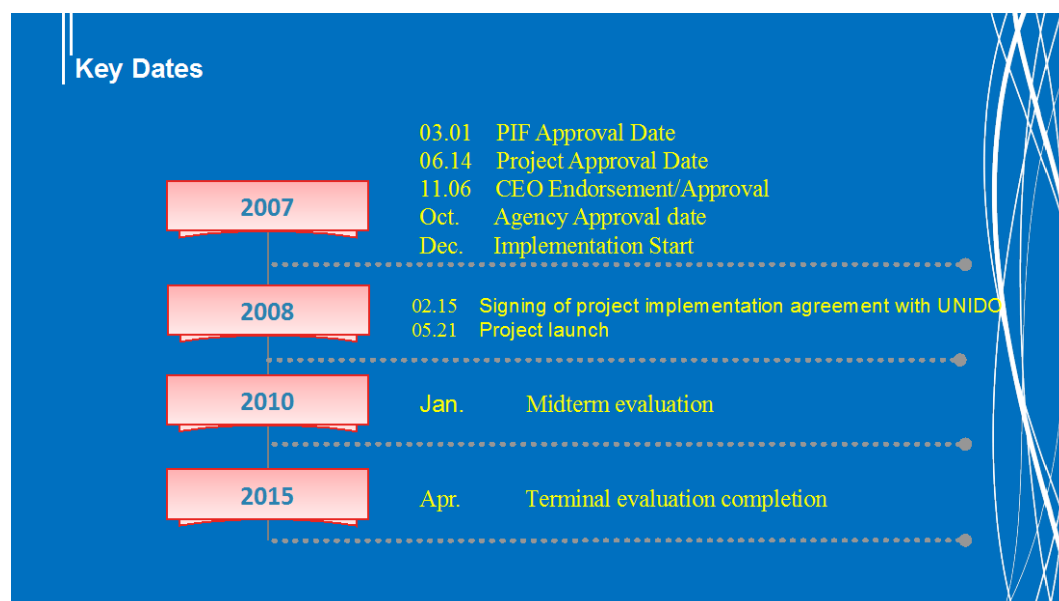 Key Dates
2007
03.01 PIF Approval Date
06.14 Project Approval Date
11.06 CEO Endorsement/Approval
Oct. Agency Approval date
Dec. Implementation Start
2008
02.15 Signing of project implementation agreement with UNIDO
05.21 Project launch
2010
Jan. Midterm evaluation
2015
Apr. Terminal evaluation completion